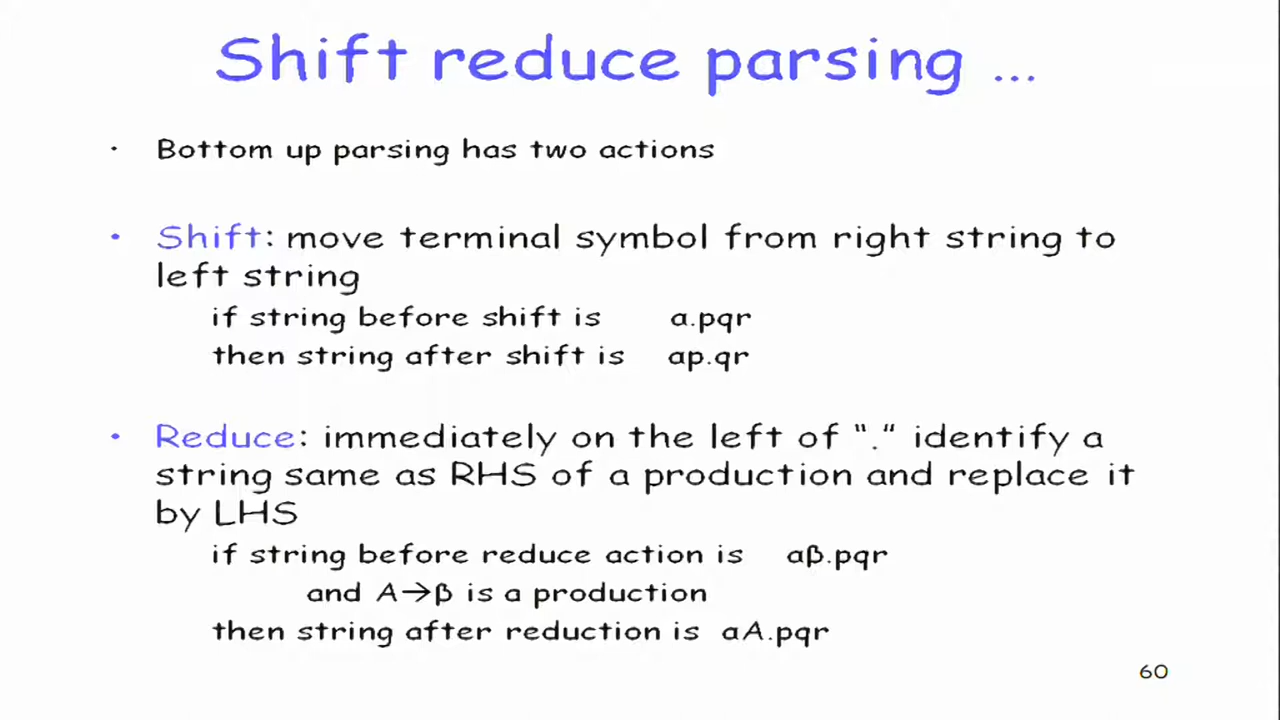 Shift reduce parsing ...
• Bottom up parsing has two actions
• Shift: move terminal symbol from right string to
left string
if string before shift is α.pqr
then string after shift is αp.qr
• Reduce: immediately on the left of "." identify a
string same as RHS of a production and replace it
by LHS
if string before reduce action is αβ.pqr
and A→β is a production
then string after reduction is αA.pqr
60